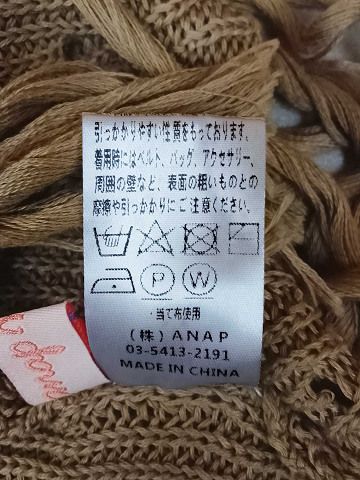 引っかかりやすい性質をもっております。
着用時にはベルト、バッグ、アクセサリー、
周囲の壁など、表面の粗いものとの
摩擦や引っかかりにご注意ください。
P W
・当て布使用
(株) ANAP
03-5413-2191
MADE IN CHINA